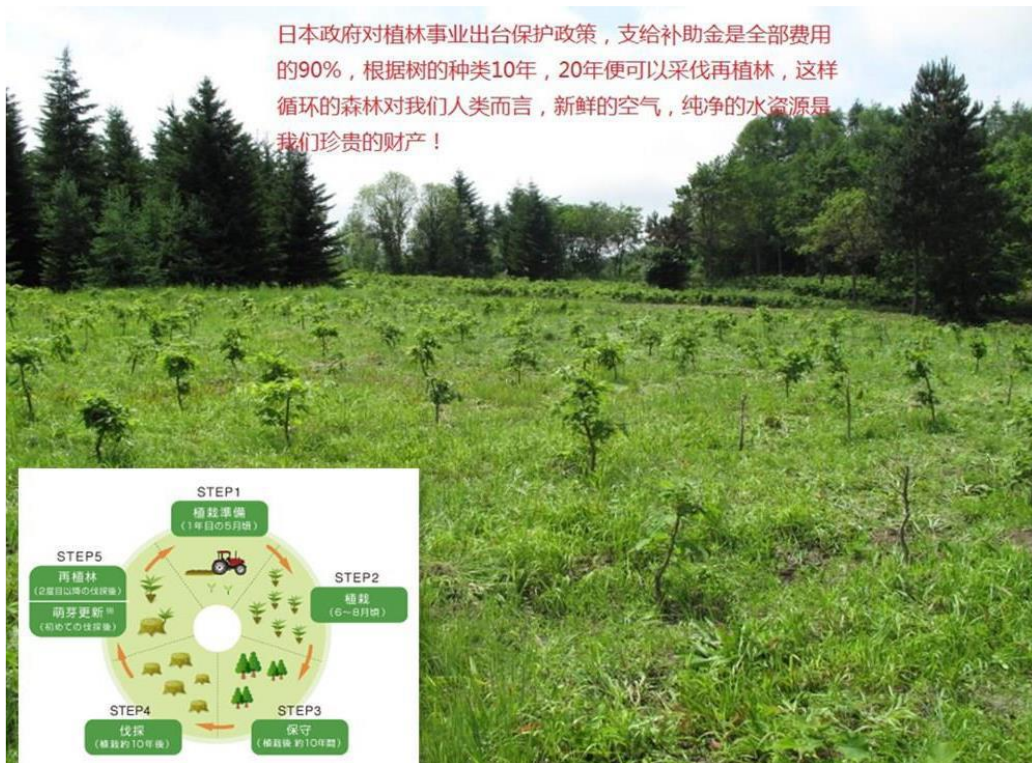 日本政府对植林事业出台保护政策，支给补助金是全部费用
的90%，根据树的种类10年，20年便可以采伐再植林，这样
循环的森林对我们人类而言，新鲜的空气，纯净的水资源是
我们珍贵的财产！
STEP1
植栽準備
（1年目の5月頃）
STEP2
植栽
（6～8月頃）
STEP3
保守
（植栽後 約10年間）
STEP4
伐採
（植栽約10年後）
STEP5
再植林
（2度目以降の伐採後）
萌芽更新※
（初めての伐採後）